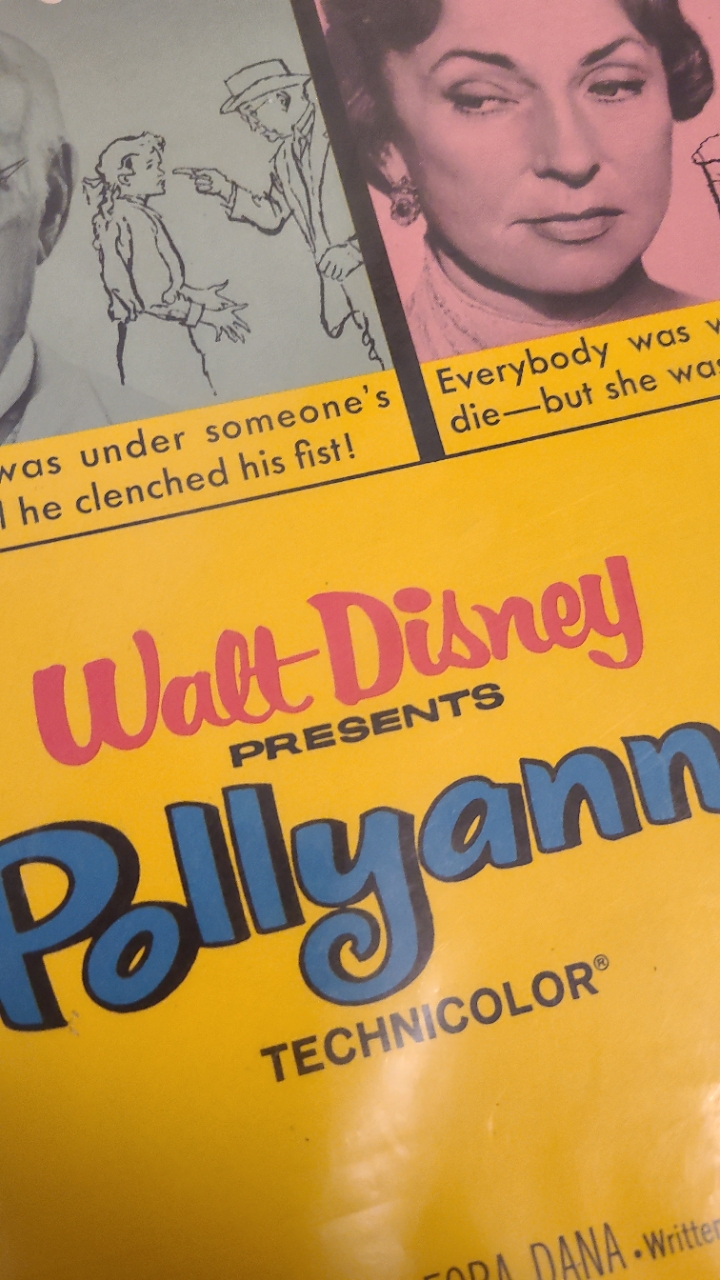 was under someone's
he clenched his fist!
Everybody was
die—but she was
Walt Disney
PRESENTS
Pollyann
TECHNICOLOR®
DANA • Written